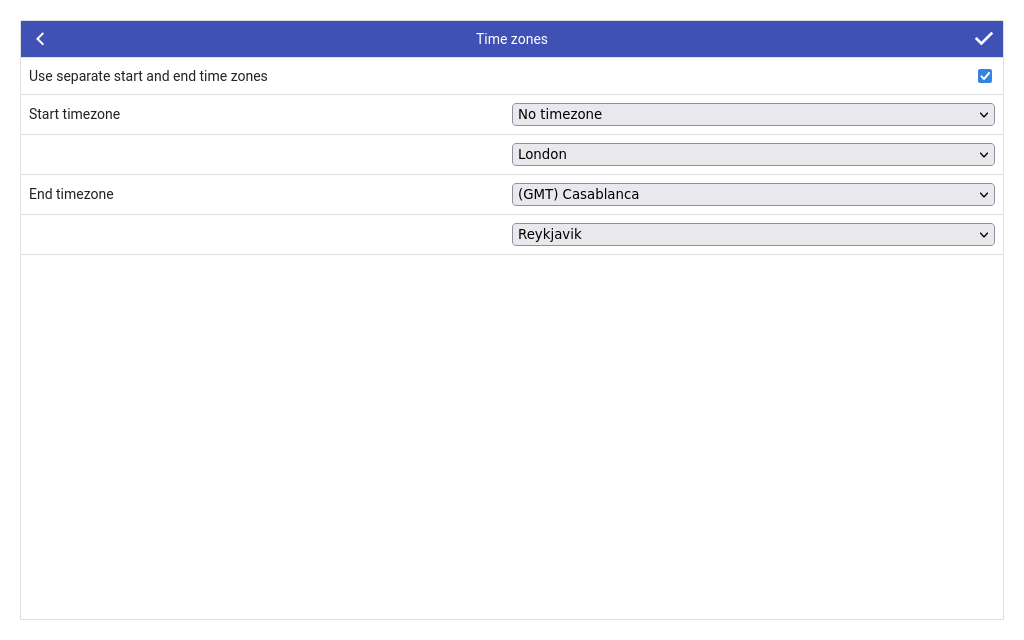 Time zones
Use separate start and end time zones
Start timezone
No timezone
London
End timezone
(GMT) Casablanca
Reykjavik